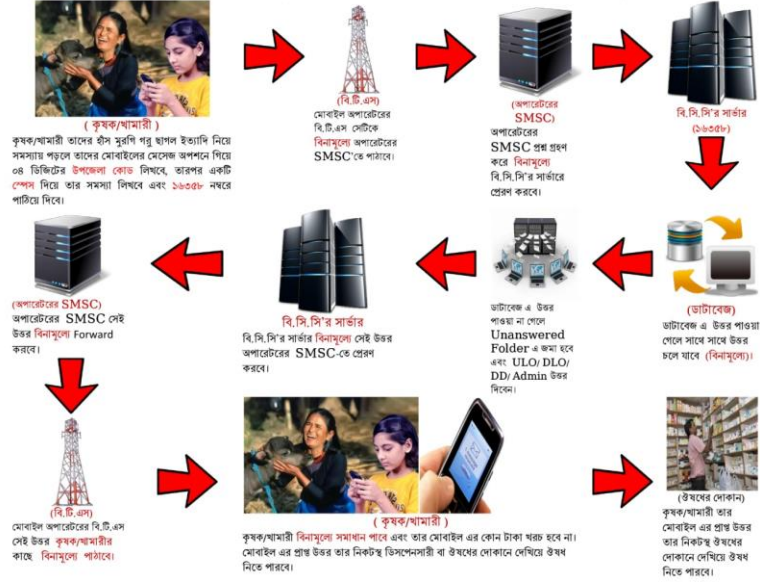 ( কৃষক/খামারী )
কৃষক/খামারী তাদের হাঁস মুরগি গরু ছাগল ইত্যাদি নিয়ে
সমস্যায় পড়লে তাদের মোবাইলের মেসেজ অপশনে গিয়ে
০৪ ডিজিটের উপজেলা কোড লিখবে, তারপর একটি
স্পেস দিয়ে তার সমস্যা লিখবে এবং ১৬৩৫৮ নম্বরে
পাঠিয়ে দিবে।
(বি.টি.এস)
মোবাইল অপারেটরের
বি.টি.এস সেটিকে
বিনামূল্যে অপারেটরের
SMSC'তে পাঠাবে।
(অপারেটরের
SMSC)
অপারেটরের
SMSC প্রশ্ন গ্রহণ
করে বিনামূল্যে
বি.সি.সি'র সার্ভারে
প্রেরণ করবে।
বি.সি.সি'র সার্ভার
(১৬৩৫৮)
(ডাটাবেজ)
ডাটাবেজ এ উত্তর পাওয়া
গেলে সাথে সাথে উত্তর
চলে যাবে (বিনামূল্যে)।
ডাটাবেজ এ উত্তর
পাওয়া না গেলে
Unanswered
Folder এ জমা হবে
এবং ULO/ DLO/
DD/ Admin উত্তর
দিবেন।
বি.সি.সি'র সার্ভার
বি.সি.সি'র সার্ভার বিনামূল্যে সেই উত্তর
অপারেটরের SMSC-তে প্রেরণ
করবে।
(অপারেটরের SMSC)
অপারেটরের SMSC সেই
উত্তর বিনামূল্যে Forward
করবে।
(বি.টি.এস)
মোবাইল অপারেটরের বি.টি.এস
সেই উত্তর কৃষক/খামারীর
কাছে বিনামূল্যে পাঠাবে।
( কৃষক/খামারী )
কৃষক/খামারী বিনামূল্যে সমাধান পাবে এবং তার মোবাইল এর কোন টাকা খরচ হবে না।
মোবাইল এর প্রাপ্ত উত্তর তার নিকটস্থ ডিসপেনসারী বা ঔষধের দোকানে দেখিয়ে ঔষধ
নিতে পারবে।
(ঔষধের দোকান)
কৃষক/খামারী তার
মোবাইল এর প্রাপ্ত উত্তর
তার নিকটস্থ ঔষধের
দোকানে দেখিয়ে ঔষধ
নিতে পারবে।